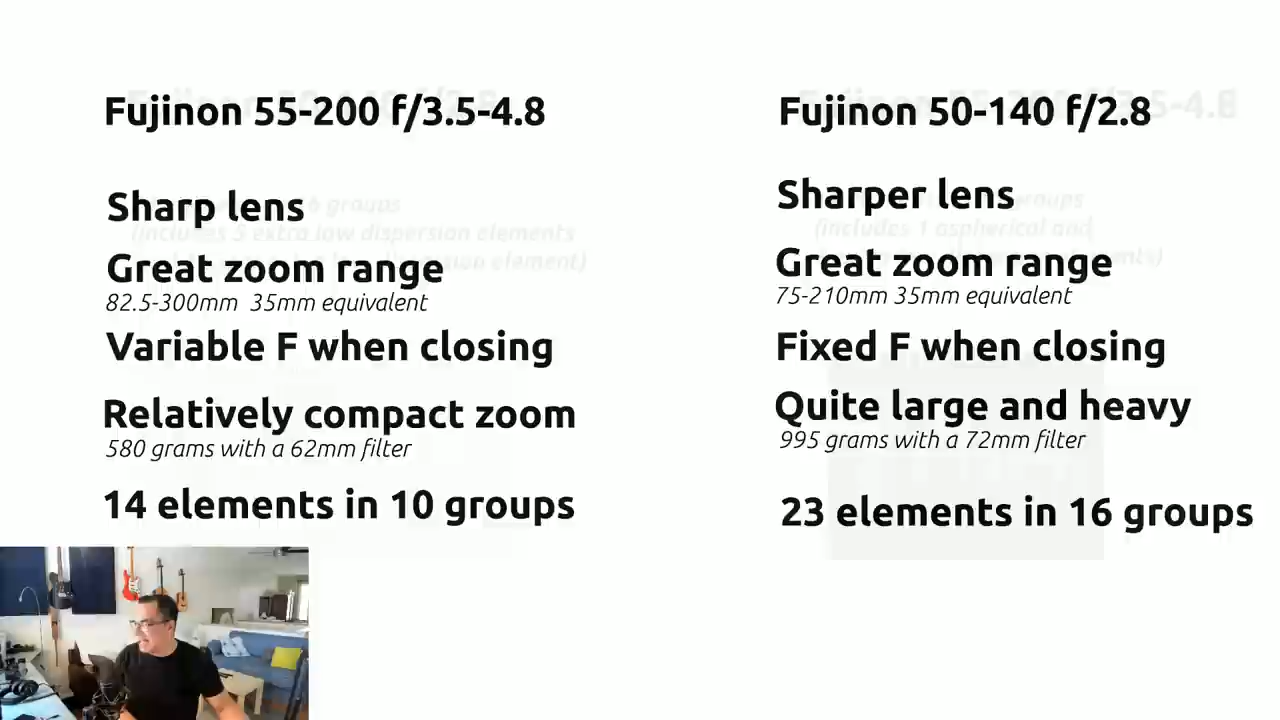 Fujinon 55-200 f/3.5-4.8
Sharp lens
Great zoom range
82.5-300mm 35mm equivalent
Variable F when closing
Relatively compact zoom
580 grams with a 62mm filter
14 elements in 10 groups
Fujinon 50-140 f/2.8
Sharper lens
Great zoom range
75-210mm 35mm equivalent
Fixed F when closing
Quite large and heavy
995 grams with a 72mm filter
23 elements in 16 groups